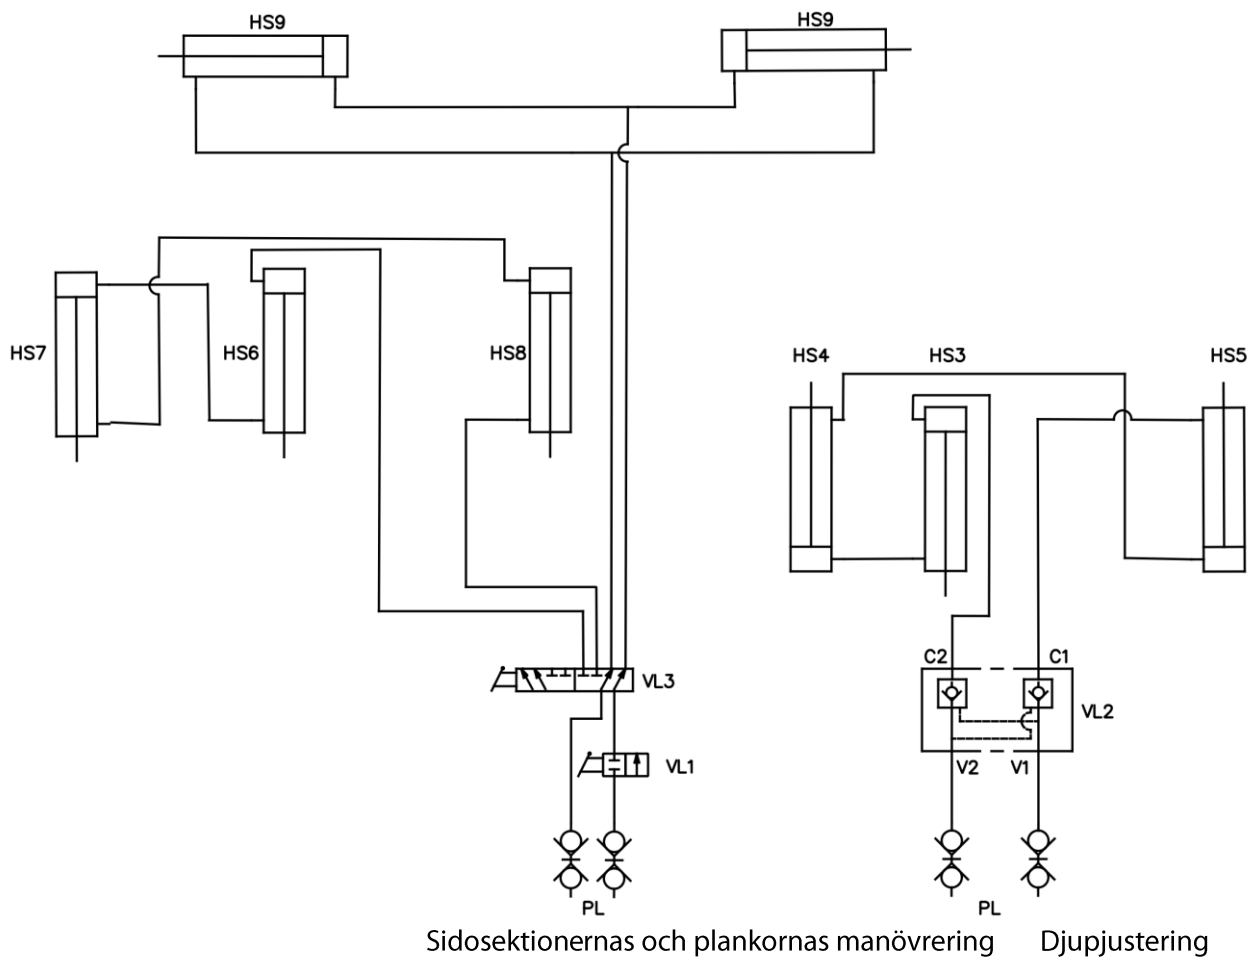 HS9
HS9
HS7
HS6
HS8
HS4
HS3
HS5
C2
C1
VL3
VL2
V2
V1
VL1
PL
PL
Sidosektionernas och plankornas manövrering
Djupjustering